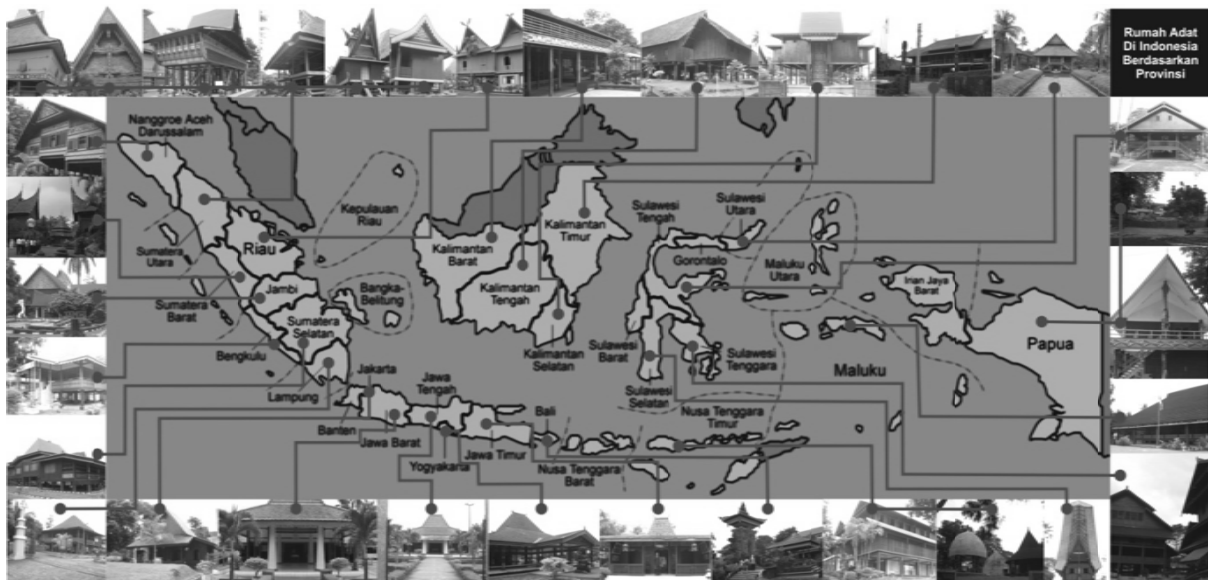 Rumah Adat
Di Indonesia
Berdasarkan
Provinsi
Nanggroe Aceh
Darussalam
Kepulauan
Riau
Sumatera
Utara
Riau
Kalimantan
Barat
Kalimantan
Timur
Sulawesi
Tengah
Sulawesi
Utara
Gorontalo
Maluku
Utara
Irian Jaya
Barat
Jambi
Bangka-
Belitung
Kalimantan
Tengah
Sumatera
Barat
Sumatera
Selatan
Papua
Bengkulu
Kalimantan
Selatan
Sulawesi
Barat
Sulawesi
Tenggara
Maluku
Lampung
Jakarta
Jawa
Tengah
Sulawesi
Selatan
Nusa Tenggara
Timur
Bali
Banten
Jawa Barat
Yogyakarta
Jawa Timur
Nusa Tenggara
Barat